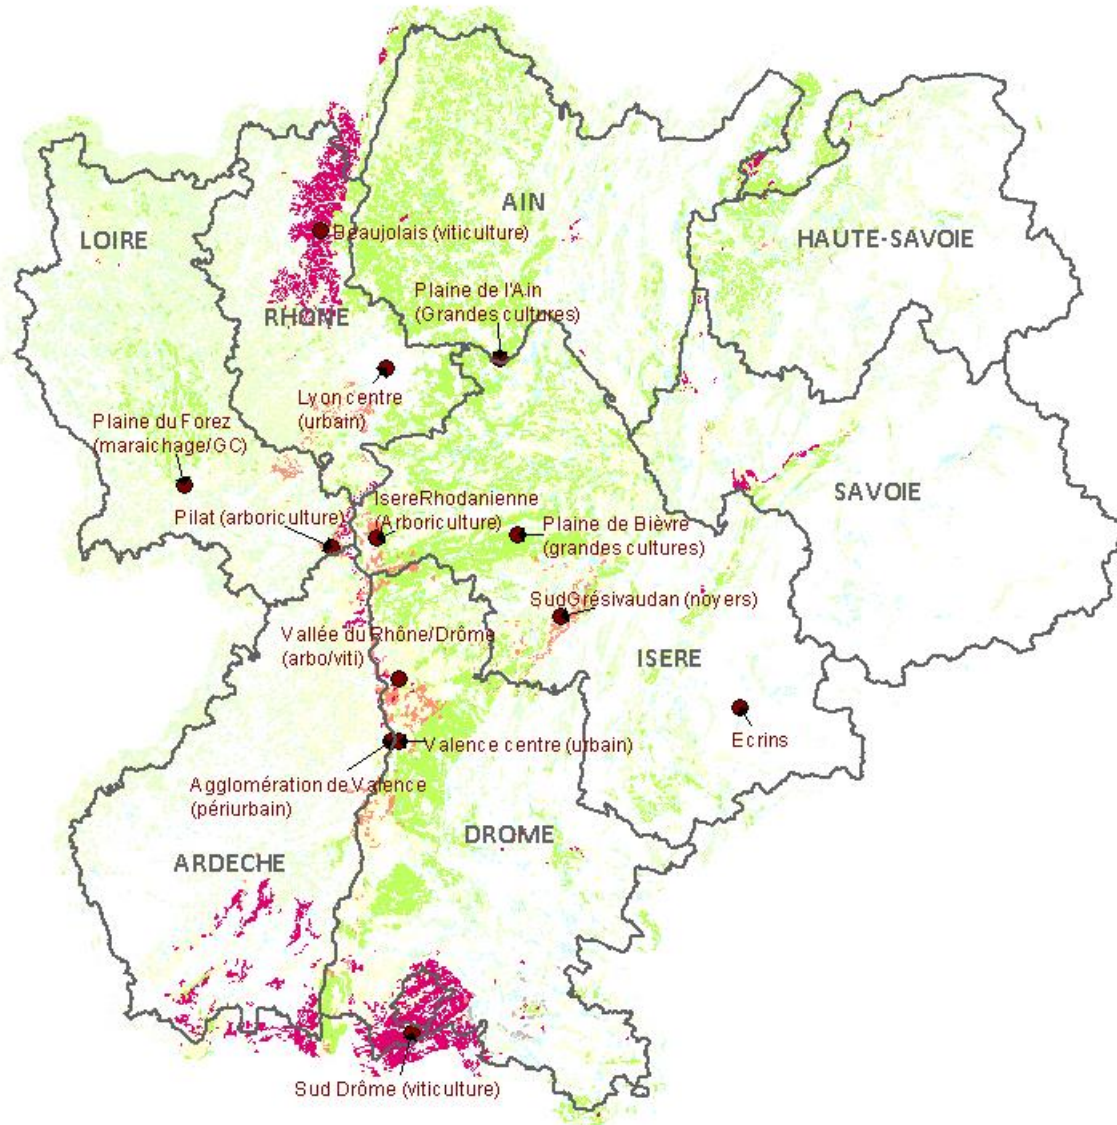 AIN
LOIRE
Beaujolais (viticulture)
HAUTE-SAVOIE
Plaine de l'Ain
(Grandes cultures)
RHÔNE
Lyon centre
(urbain)
Plaine du Forez
(maraichage/GC)
SAVOIE
IsereRhodanienne
(Arboriculture)
Pilat (arboriculture)
Plaine de Bièvre
(grandes cultures)
SudGrésivaudan (noyers)
Vallée du Rhône/Drôme
(arbo/viti)
ISERE
Ecrins
Valence centre (urbain)
Agglomération de Valence
(périurbain)
DROME
ARDECHE
Sud Drôme (viticulture)